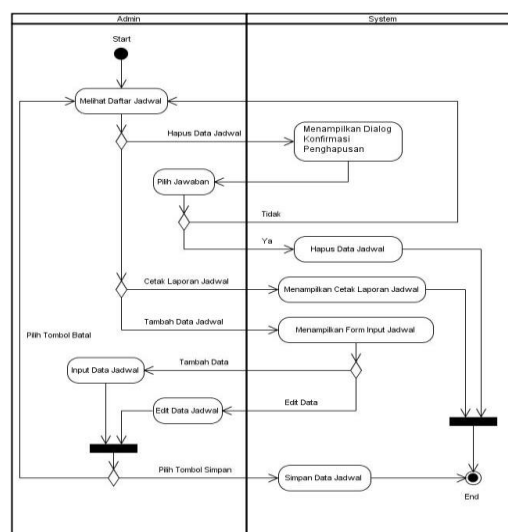 Admin
System
Start
Melihat Daftar Jadwal
Hapus Data Jadwal
Menampilkan Dialog
Konfirmasi
Penghapusan
Pilih Jawaban
Tidak
Ya
Hapus Data Jadwal
Cetak Laporan Jadwal
Menampilkan Cetak Laporan Jadwal
Tambah Data Jadwal
Menampilkan Form Input Jadwal
Pilih Tombol Batal
Tambah Data
Input Data Jadwal
Edit Data
Edit Data Jadwal
Pilih Tombol Simpan
Simpan Data Jadwal
End